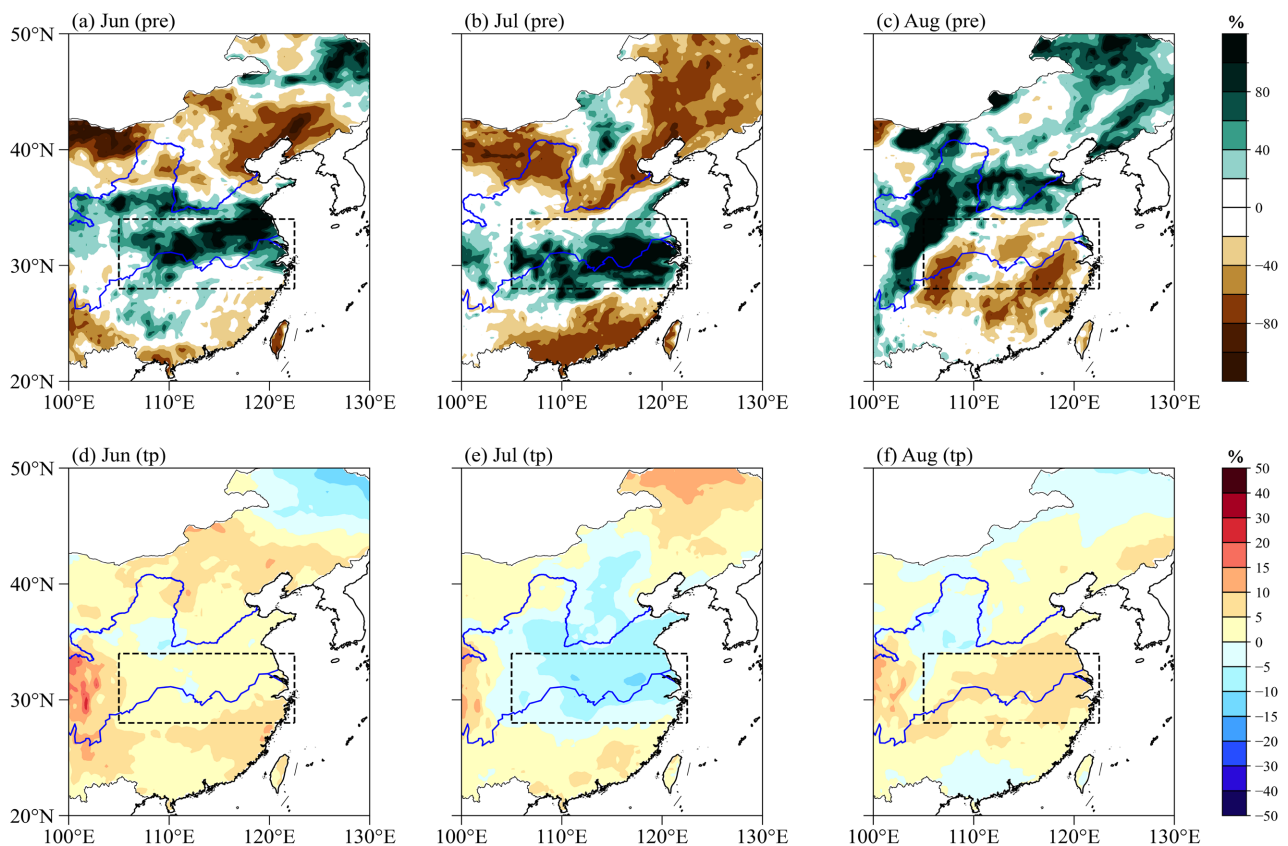 (a) Jun (pre)
(b) Jul (pre)
(c) Aug (pre)
%
50°N
40°N
30°N
20°N
80
40
0
−40
−80
100°E 110°E 120°E 130°E
100°E 110°E 120°E 130°E
100°E 110°E 120°E 130°E
(d) Jun (tp)
(e) Jul (tp)
(f) Aug (tp)
%
50°N
40°N
30°N
20°N
50
40
30
20
15
10
5
0
−5
−10
−15
−20
−30
−40
−50
100°E 110°E 120°E 130°E
100°E 110°E 120°E 130°E
100°E 110°E 120°E 130°E